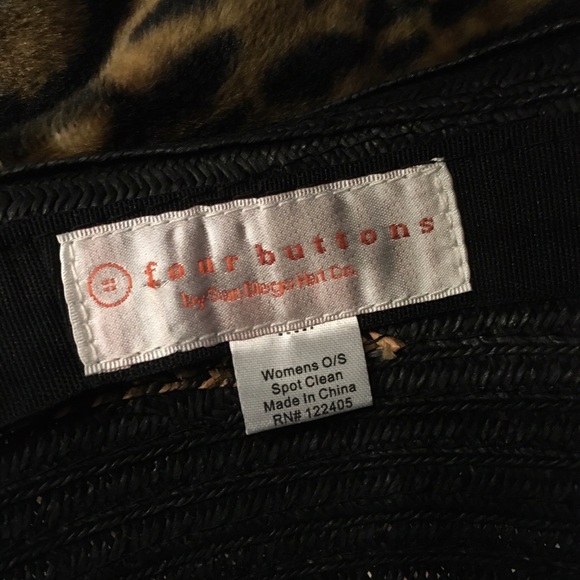 four buttons
by San Diego Hat Co.
Womens O/S
Spot Clean
Made In China
RN# 122405